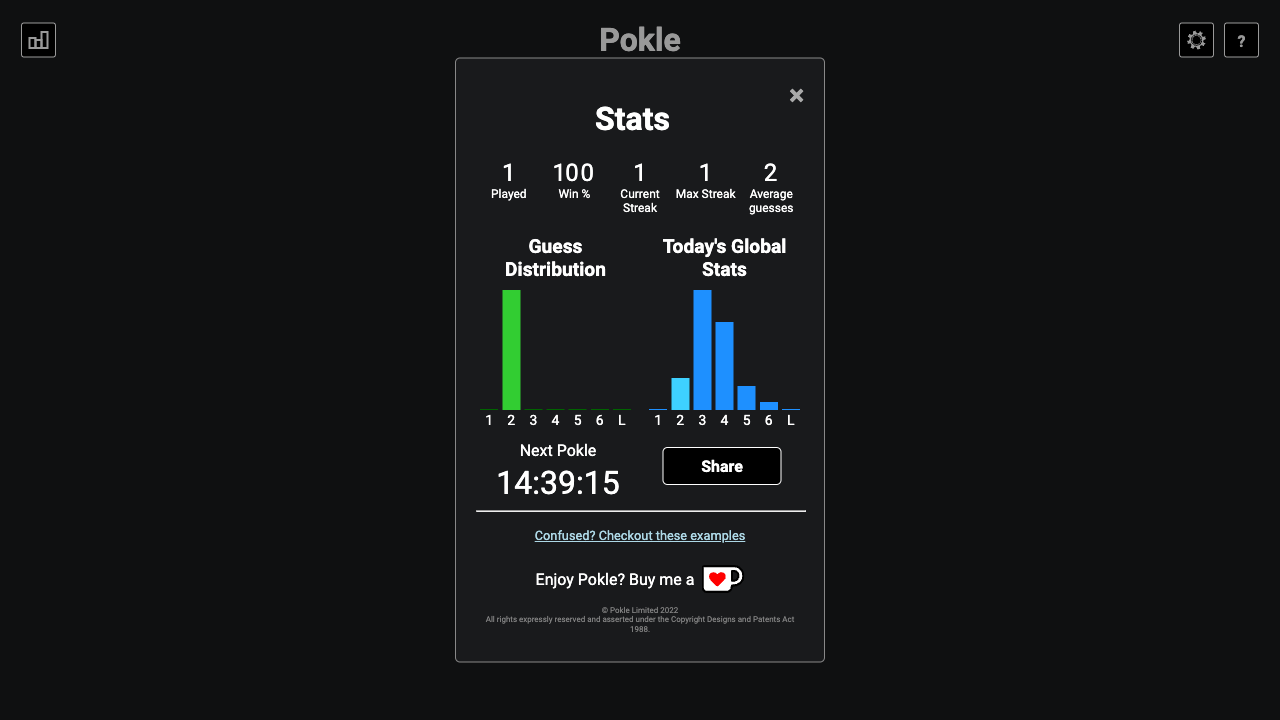 Pokle
?
×
Stats
1 100 1 1 2
Played Win % Current Max Streak Average
Streak guesses
Guess Today's Global
Distribution Stats
1 2 3 4 5 6 L 1 2 3 4 5 6 L
Next Pokle
14:39:15
Share
Confused? Checkout these examples
Enjoy Pokle? Buy me a
© Pokle Limited 2022
All rights expressly reserved and asserted under the Copyright Designs and Patents Act
1988.